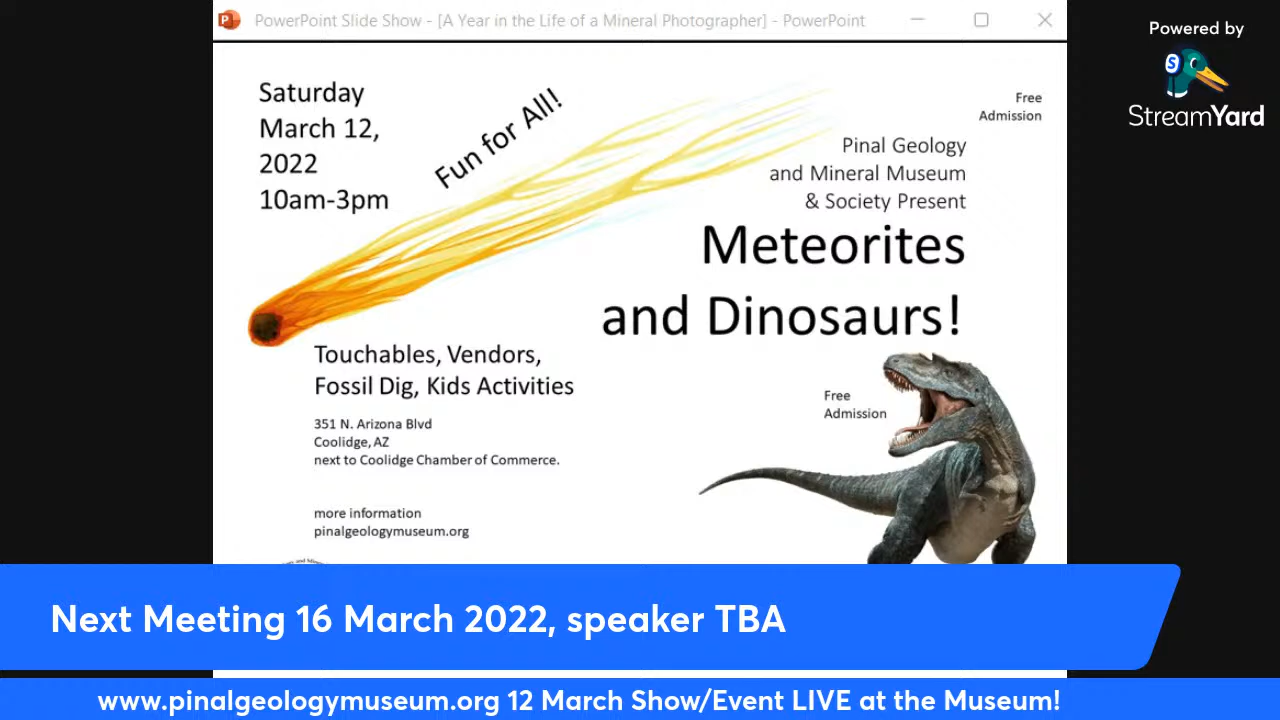 PowerPoint Slide Show - [A Year in the Life of a Mineral Photographer] - PowerPoint
Powered by
StreamYard
Saturday
March 12,
2022
10am-3pm
Fun for All!
Free
Admission
Pinal Geology
and Mineral Museum
& Society Present
Meteorites
and Dinosaurs!
Touchables, Vendors,
Fossil Dig, Kids Activities
351 N. Arizona Blvd
Coolidge, AZ
next to Coolidge Chamber of Commerce.
Free
Admission
more information
pinalgeologymuseum.org
Next Meeting 16 March 2022, speaker TBA
www.pinalgeologymuseum.org 12 March Show/Event LIVE at the Museum!